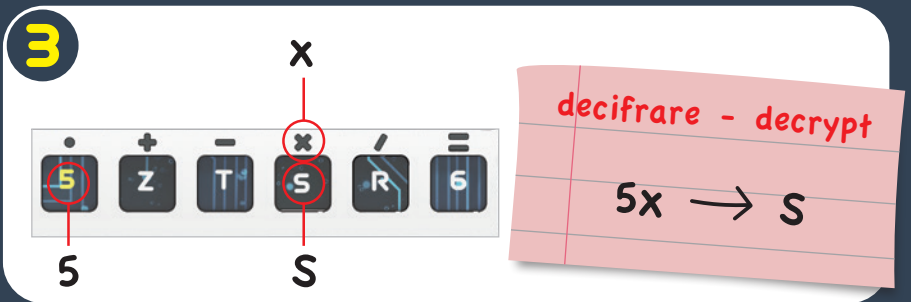 3
x
• + − × / =
5 Z T S R 6
5 S
decifrare - decrypt
5x → S